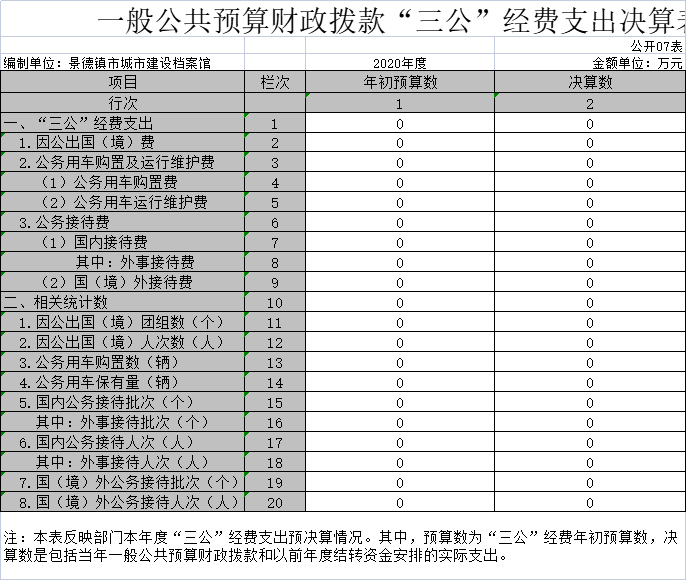 一般公共预算财政拨款“三公”经费支出决算
公开07表
编制单位：景德镇市城市建设档案馆 2020年度 金额单位：万元
项目 栏次 年初预算数 决算数
行次 1 2
一、“三公”经费支出 1 0 0
1.因公出国（境）费 2 0 0
2.公务用车购置及运行维护费 3 0 0
（1）公务用车购置费 4 0 0
（2）公务用车运行维护费 5 0 0
3.公务接待费 6 0 0
（1）国内接待费 7 0 0
其中：外事接待费 8 0 0
（2）国（境）外接待费 9 0 0
二、相关统计数 10 0 0
1.因公出国（境）团组数（个） 11 0 0
2.因公出国（境）人次数（人） 12 0 0
3.公务用车购置数（辆） 13 0 0
4.公务用车保有量（辆） 14 0 0
5.国内公务接待批次（个） 15 0 0
其中：外事接待批次（个） 16 0 0
6.国内公务接待人次（人） 17 0 0
其中：外事接待人次（人） 18 0 0
7.国（境）外公务接待批次（个） 19 0 0
8.国（境）外公务接待人次（人） 20 0 0
注：本表反映部门本年度“三公”经费支出预决算情况。其中，预算数为“三公”经费年初预算数，决
算数是包括当年一般公共预算财政拨款和以前年度结转资金安排的实际支出。